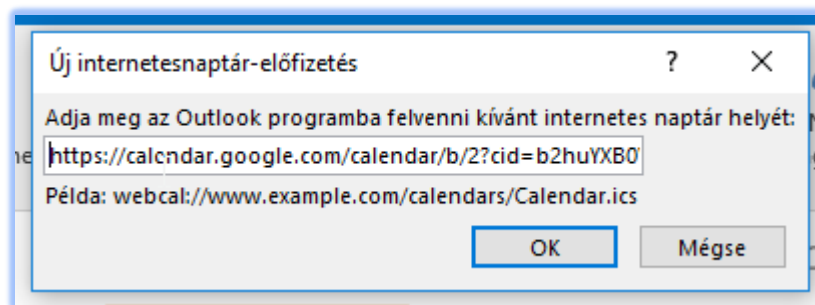 Új internetesnaptár-előfizetés
Adja meg az Outlook programba felvenni kívánt internetes naptár helyét:
https://calendar.google.com/calendar/b/2?cid=b2huYXB0
Példa: webcal://www.example.com/calendars/Calendar.ics
OK Mégse